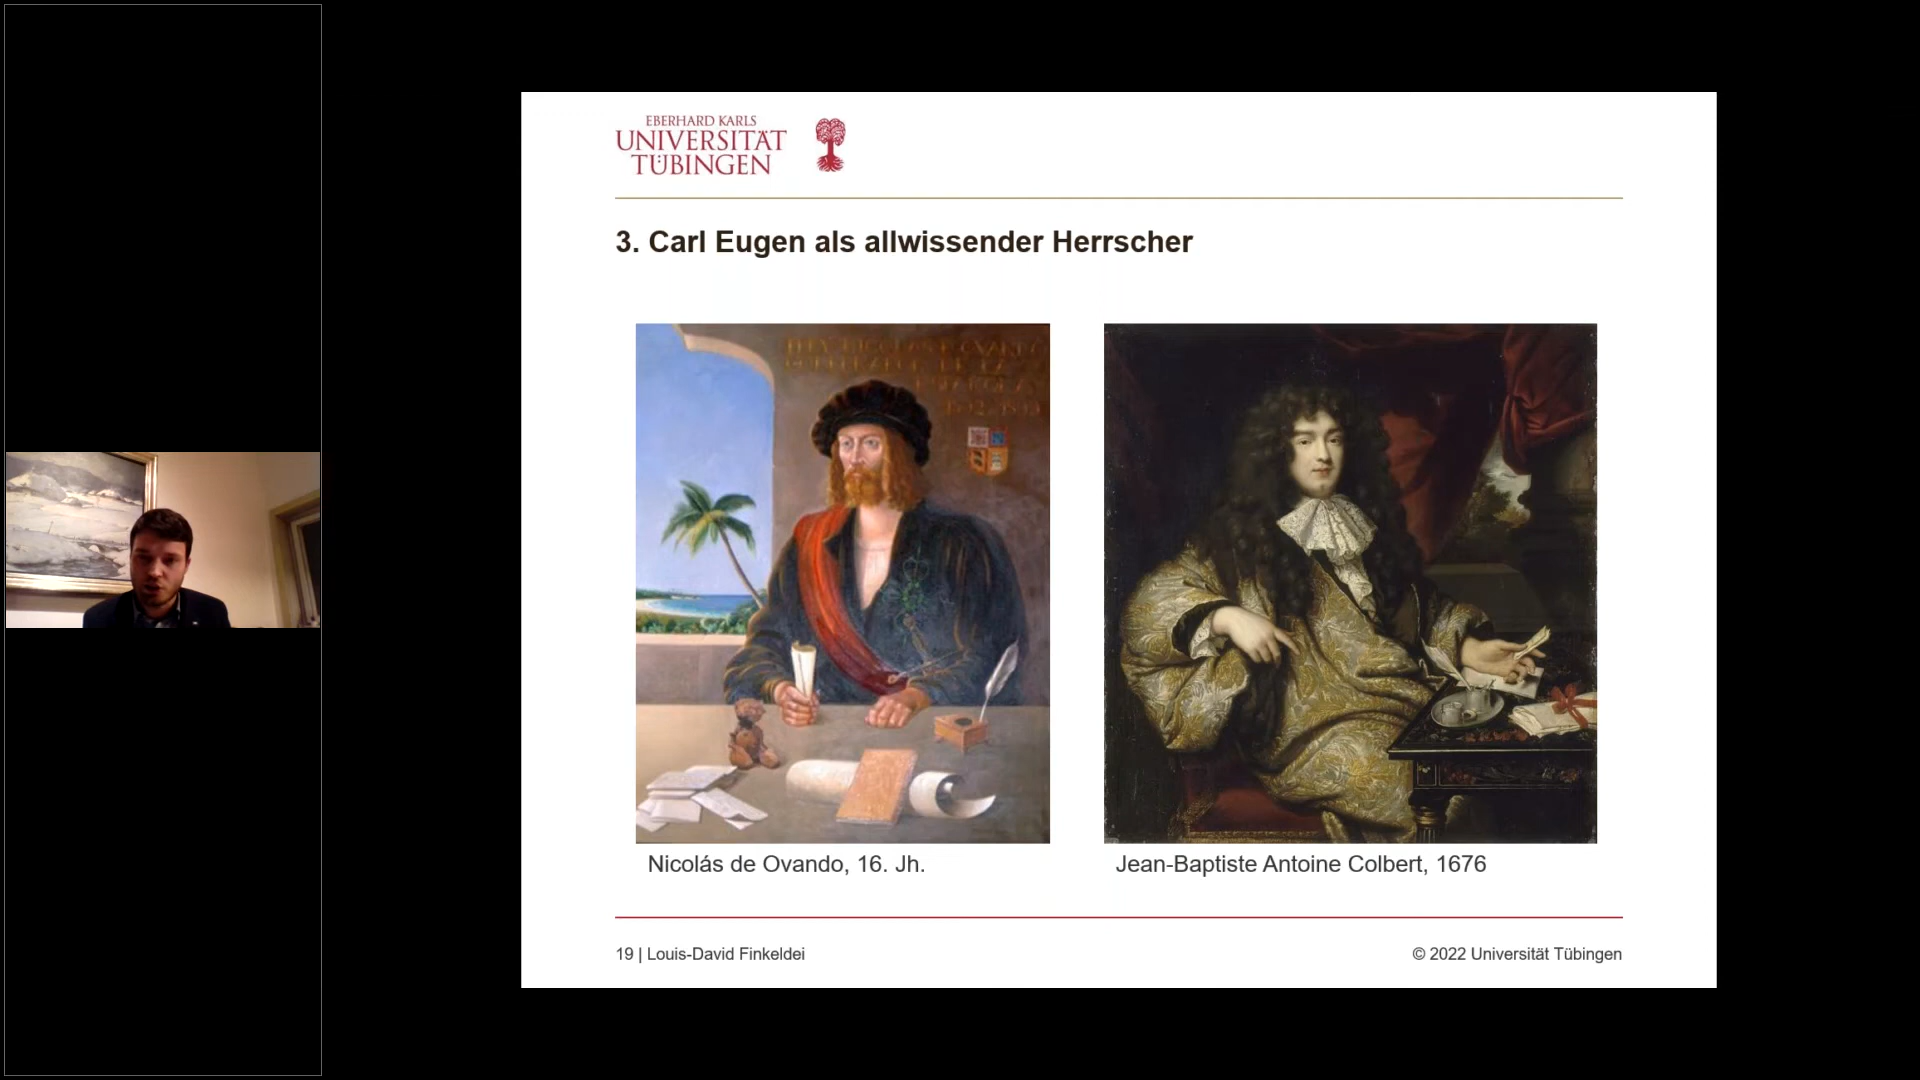 EBERHARD KARLS
UNIVERSITÄT
TÜBINGEN
3. Carl Eugen als allwissender Herrscher
Nicolás de Ovando, 16. Jh.
Jean-Baptiste Antoine Colbert, 1676
19 | Louis-David Finkeldei
© 2022 Universität Tübingen